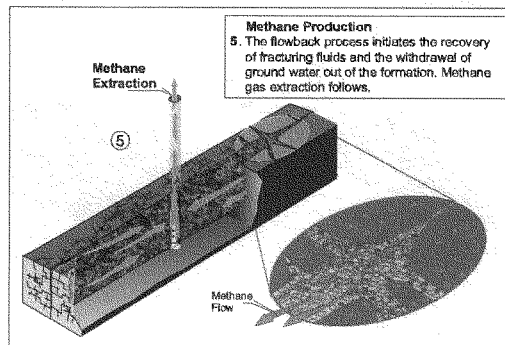 Methane Production
5. The flowback process initiates the recovery
of fracturing fluids and the withdrawal of
ground water out of the formation. Methane
gas extraction follows.
Methane
Extraction
5
Methane
Flow